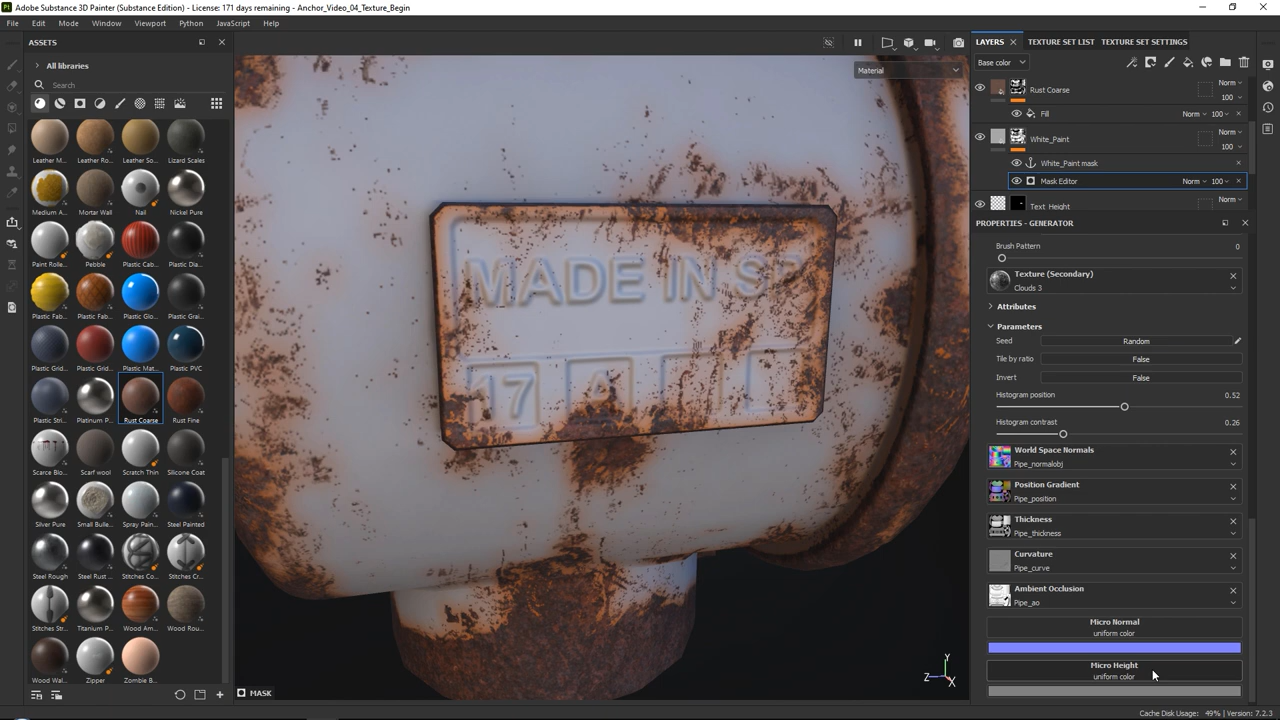 Adobe Substance 3D Painter (Substance Edition) - License: 171 days remaining - Anchor_Video_04_Texture_Begin
File Edit Mode Window Viewport Python JavaScript Help
ASSETS
All libraries
Search
Leather M... Leather Ro... Leather So... Lizard Scales
Medium A... Mortar Wall Nail Nickel Pure
Paint Rolle... Pebble Plastic Cab... Plastic Dia...
Plastic Fab... Plastic Fab... Plastic Glo... Plastic Grai...
Plastic Grid... Plastic Grid... Plastic Mat... Plastic PVC
Plastic Stri... Platinum P... Rust Coarse Rust Fine
Scarce Blo... Scarf wool Scratch Thin Silicone Coat
Silver Pure Small Bulle... Spray Pain... Steel Painted
Steel Rough Steel Rust ... Stitches Co... Stitches Cr...
Stitches Str... Titanium P... Wood Am... Wood Rou...
Wood Wal... Zipper Zombie B...
Material
MADE IN SP
17 A
Y
Z
X
MASK
LAYERS TEXTURE SET LIST TEXTURE SET SETTINGS
Base color
Rust Coarse Norm
100
Fill Norm 100
White_Paint Norm
100
White_Paint mask
Mask Editor Norm 100
Text_Height Norm
PROPERTIES - GENERATOR
Brush Pattern 0
Texture (Secondary)
Clouds 3
Attributes
Parameters
Seed Random
Tile by ratio False
Invert False
Histogram position 0.52
Histogram contrast 0.26
World Space Normals
Pipe_normalobj
Position Gradient
Pipe_position
Thickness
Pipe_thickness
Curvature
Pipe_curve
Ambient Occlusion
Pipe_ao
Micro Normal
uniform color
Micro Height
uniform color
Cache Disk Usage: 49% | Version: 7.2.3